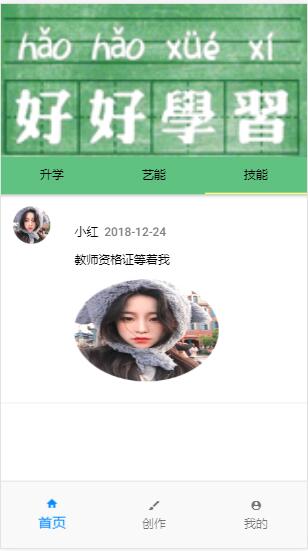 hǎo hǎo xüé xí
好好學習
升学 艺能 技能
小红 2018-12-24
教师资格证等着我
首页 创作 我的